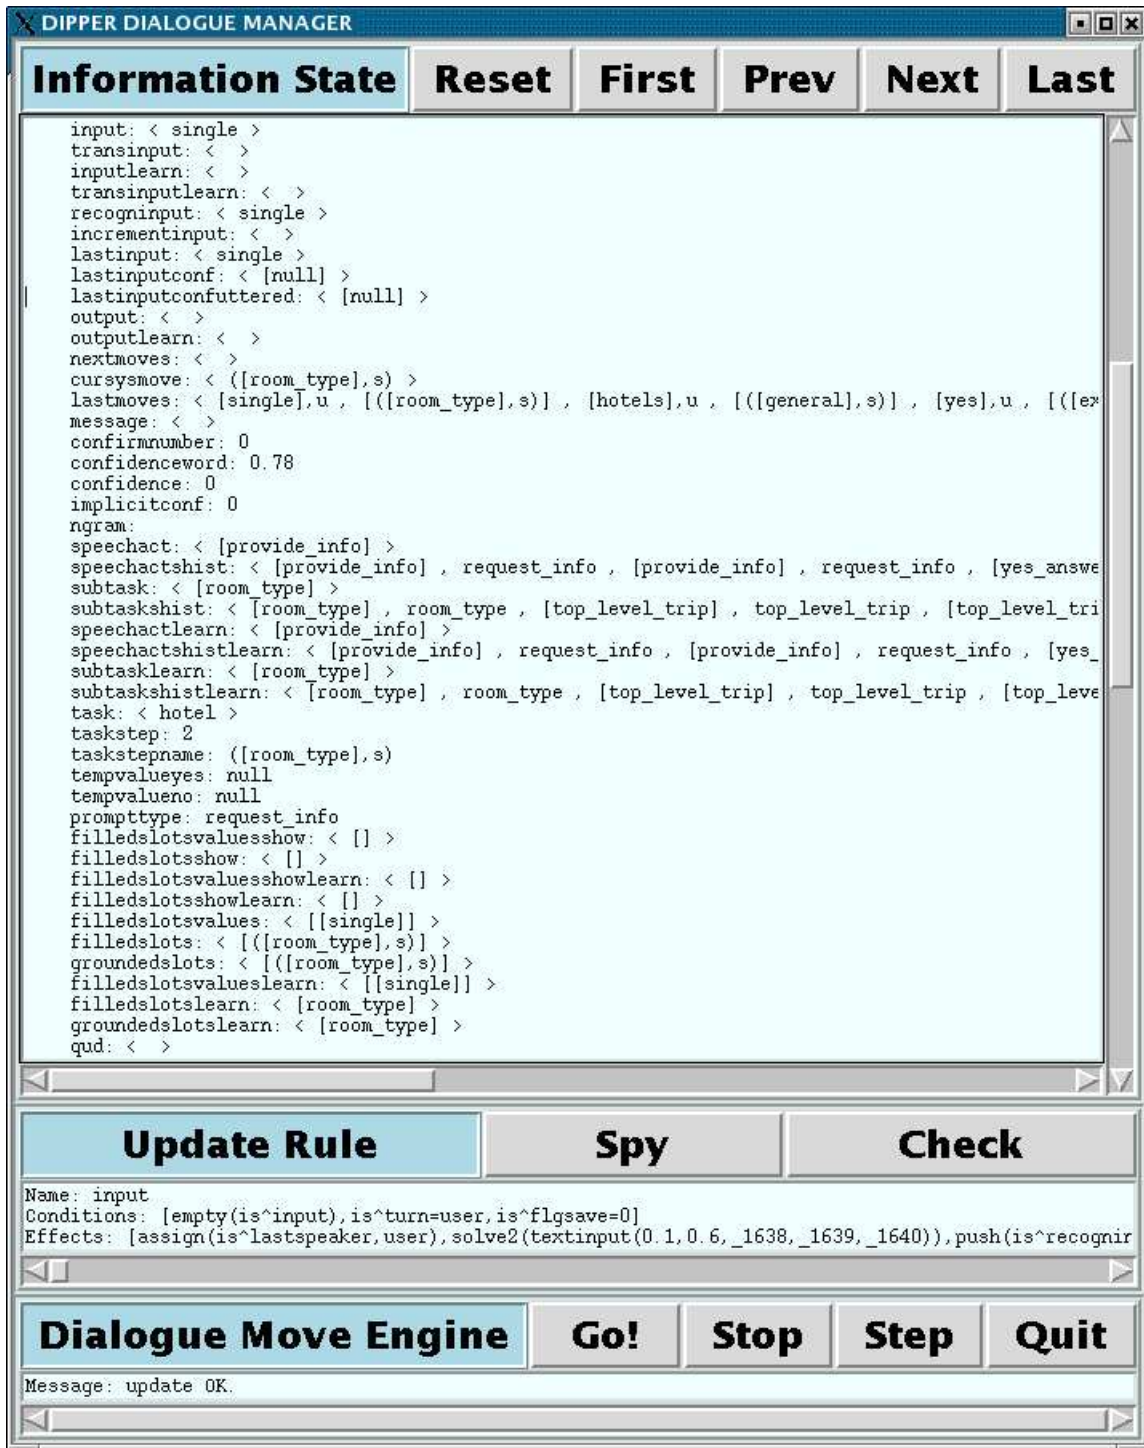 DIPPER DIALOGUE MANAGER
Information State Reset First Prev Next Last
input: < single >
transinput: <  >
inputlearn: <  >
transinputlearn: <  >
recogninput: < single >
incrementinput: <  >
lastinput: < single >
lastinputconf: < [null] >
lastinputconfuttered: < [null] >
output: <  >
outputlearn: <  >
nextmoves: <  >
cursysmove: < ([room_type],s) >
lastmoves: < [single],u , [([room_type],s)] , [hotels],u , [([general],s)] , [yes],u , [([ex
message: <  >
confirmnumber: 0
confidenceword: 0.78
confidence: 0
implicitconf: 0
ngram:
speechact: < [provide_info] >
speechactshist: < [provide_info] , request_info , [provide_info] , request_info , [yes_answe
subtask: < [room_type] >
subtaskshist: < [room_type] , room_type , [top_level_trip] , top_level_trip , [top_level_tri
speechactlearn: < [provide_info] >
speechactshistlearn: < [provide_info] , request_info , [provide_info] , request_info , [yes_
subtasklearn: < [room_type] >
subtaskshistlearn: < [room_type] , room_type , [top_level_trip] , top_level_trip , [top_leve
task: < hotel >
taskstep: 2
taskstepname: ([room_type],s)
tempvalueyes: null
tempvalueno: null
prompttype: request_info
filledslotsvaluesshow: < [] >
filledslotsshow: < [] >
filledslotsvaluesshowlearn: < [] >
filledslotsshowlearn: < [] >
filledslotsvalues: < [[single]] >
filledslots: < [([room_type],s)] >
groundedslots: < [([room_type],s)] >
filledslotsvalueslearn: < [[single]] >
filledslotslearn: < [room_type] >
groundedslotslearn: < [room_type] >
qud: <  >
Update Rule Spy Check
Name: input
Conditions: [empty(is^input),is^turn=user,is^flgsave=0]
Effects: [assign(is^lastspeaker,user),solve2(textinput(0.1,0.6,_1638,_1639,_1640)),push(is^recognir
Dialogue Move Engine Go! Stop Step Quit
Message: update OK.